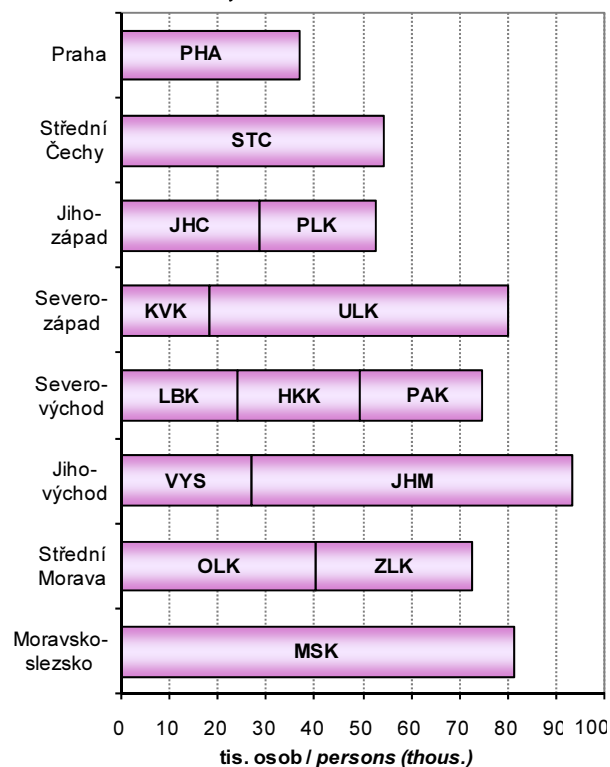 Praha
PHA
Střední
Čechy
STC
Jiho-
západ
JHC PLK
Severo-
západ
KVK ULK
Severo-
východ
LBK HKK PAK
Jiho-
východ
VYS JHM
Střední
Morava
OLK ZLK
Moravsko-
slezsko
MSK
0 10 20 30 40 50 60 70 80 90 100
tis. osob / persons (thous.)